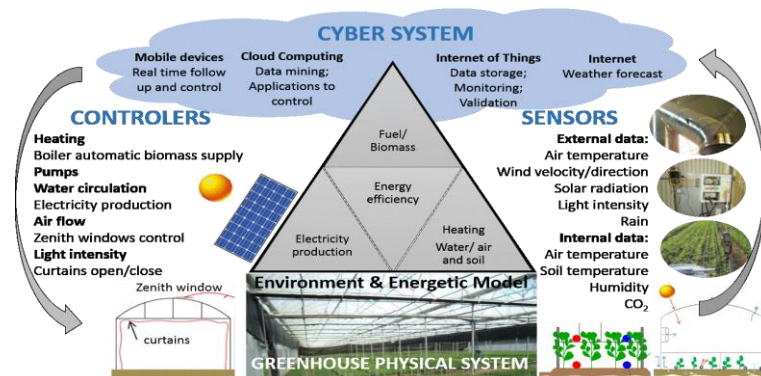 CYBER SYSTEM
Mobile devices
Real time follow
up and control
Cloud Computing
Data mining;
Applications to
control
Internet of Things
Data storage;
Monitoring;
Validation
Internet
Weather forecast
CONTROLERS
Heating
Boiler automatic biomass supply
Pumps
Water circulation
Electricity production
Air flow
Zenith windows control
Light intensity
Curtains open/close
Zenith window
curtains
Fuel/
Biomass
Energy
efficiency
Electricity
production
Heating
Water/ air
and soil
Environment & Energetic Model
GREENHOUSE PHYSICAL SYSTEM
SENSORS
External data:
Air temperature
Wind velocity/direction
Solar radiation
Light intensity
Rain
Internal data:
Air temperature
Soil temperature
Humidity
CO₂